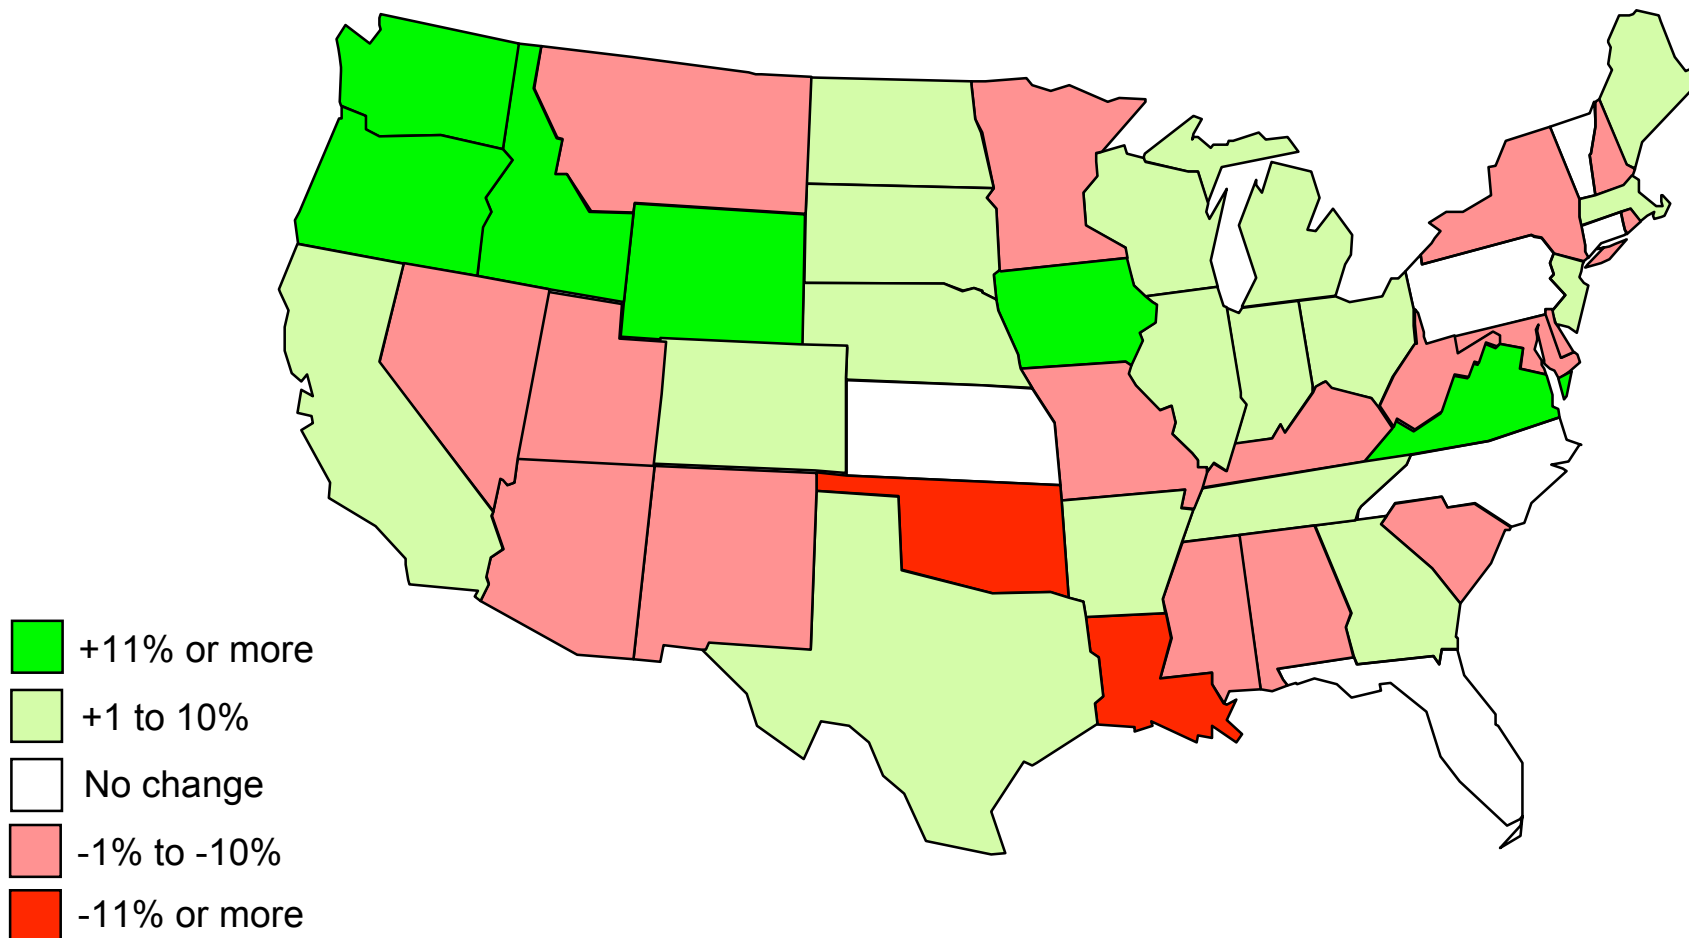 +11% or more
+1 to 10%
No change
-1% to -10%
-11% or more